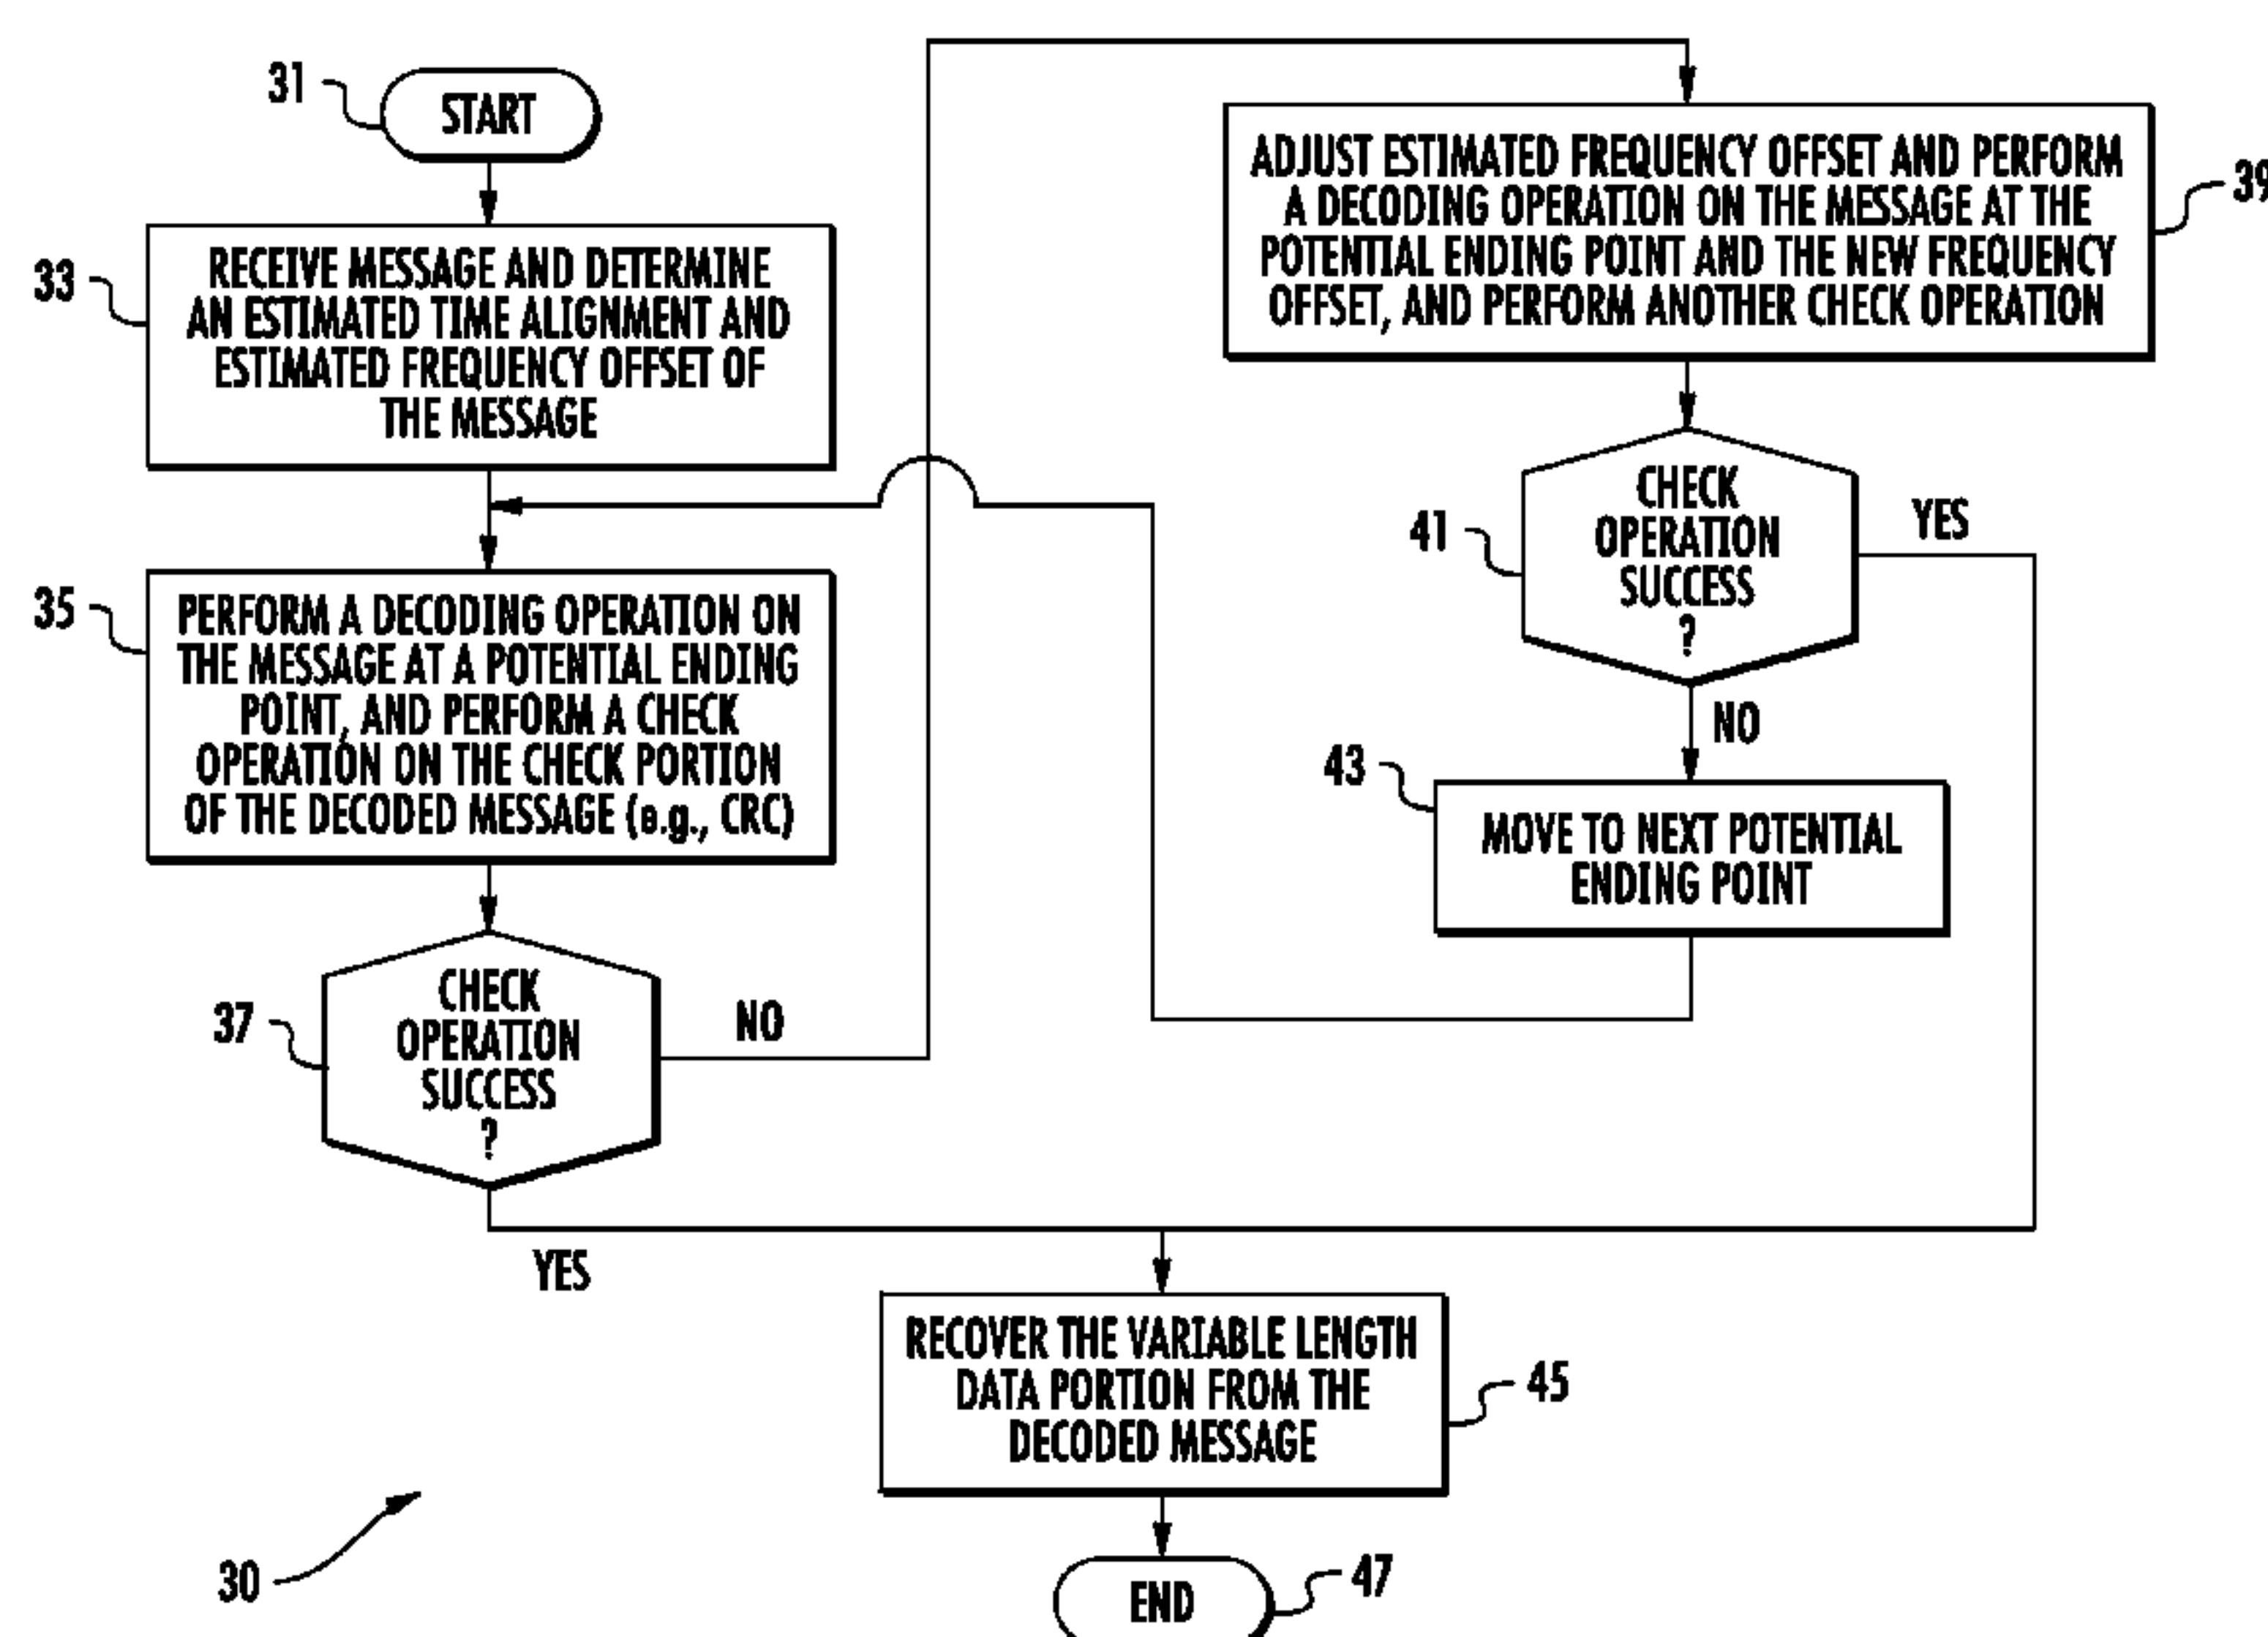 31
START
33
RECEIVE MESSAGE AND DETERMINE
AN ESTIMATED TIME ALIGNMENT AND
ESTIMATED FREQUENCY OFFSET OF
THE MESSAGE
35
PERFORM A DECODING OPERATION ON
THE MESSAGE AT A POTENTIAL ENDING
POINT, AND PERFORM A CHECK
OPERATION ON THE CHECK PORTION
OF THE DECODED MESSAGE (e.g., CRC)
37
CHECK
OPERATION
SUCCESS
?
NO
YES
ADJUST ESTIMATED FREQUENCY OFFSET AND PERFORM
A DECODING OPERATION ON THE MESSAGE AT THE
POTENTIAL ENDING POINT AND THE NEW FREQUENCY
OFFSET, AND PERFORM ANOTHER CHECK OPERATION
39
41
CHECK
OPERATION
SUCCESS
?
YES
NO
43
MOVE TO NEXT POTENTIAL
ENDING POINT
RECOVER THE VARIABLE LENGTH
DATA PORTION FROM THE
DECODED MESSAGE
45
END
47
30